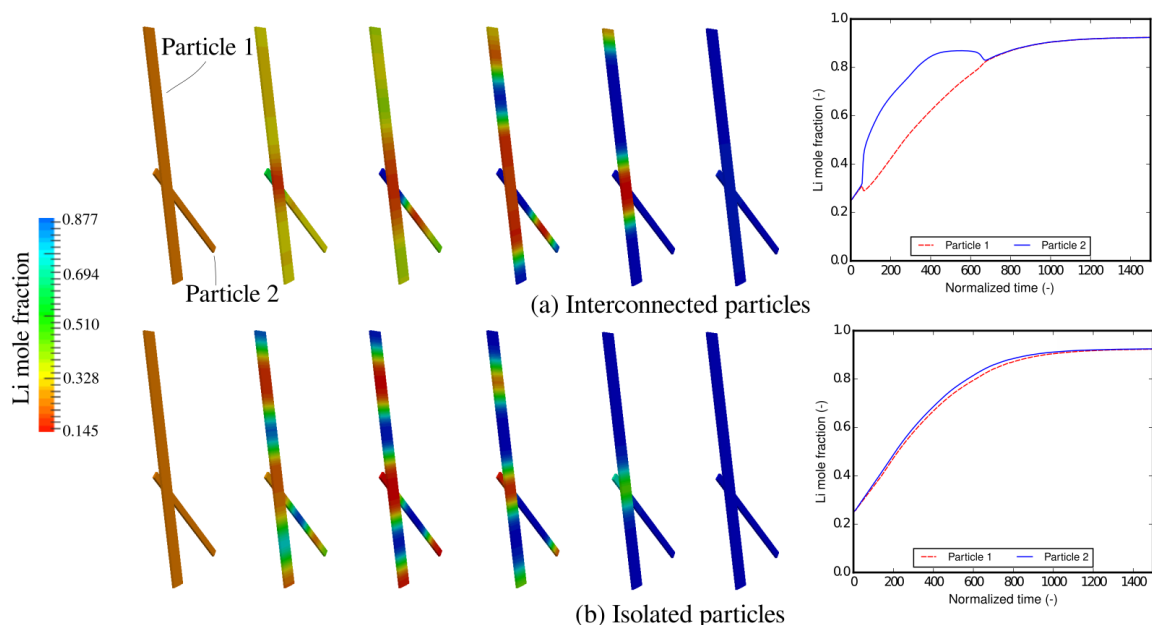 Particle 1
Particle 2
Li mole fraction
0.877
0.694
0.510
0.328
0.145
(a) Interconnected particles
Li mole fraction (-)
1.0
0.8
0.6
0.4
0.2
0.0
Particle 1
Particle 2
0
200
400
600
800
1000
1200
1400
Normalized time (-)
(b) Isolated particles
Li mole fraction (-)
1.0
0.8
0.6
0.4
0.2
0.0
Particle 1
Particle 2
0
200
400
600
800
1000
1200
1400
Normalized time (-)